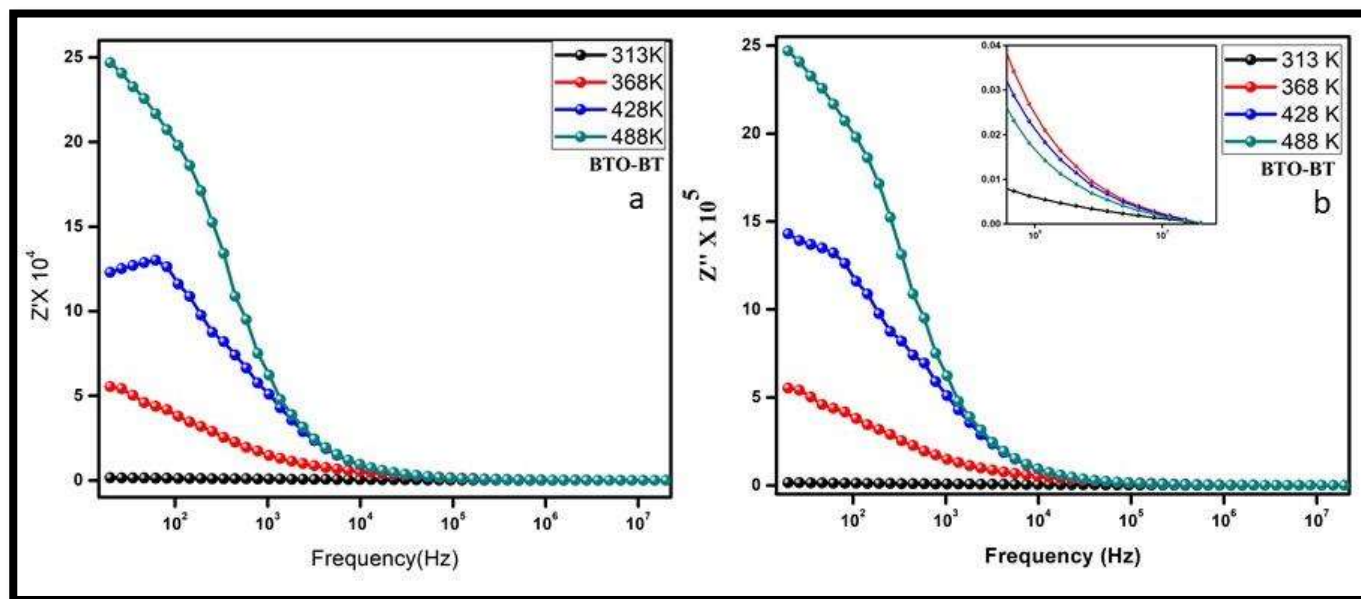 25
20
15
10
5
0
Z'X 10⁴
10²
10³
10⁴
10⁵
10⁶
10⁷
Frequency(Hz)
313K
368K
428K
488K
BTO-BT
a
25
20
15
10
5
0
Z'' X 10⁵
10²
10³
10⁴
10⁵
10⁶
10⁷
Frequency (Hz)
0.04
0.03
0.02
0.01
0.00
313 K
368 K
428 K
488 K
BTO-BT
b